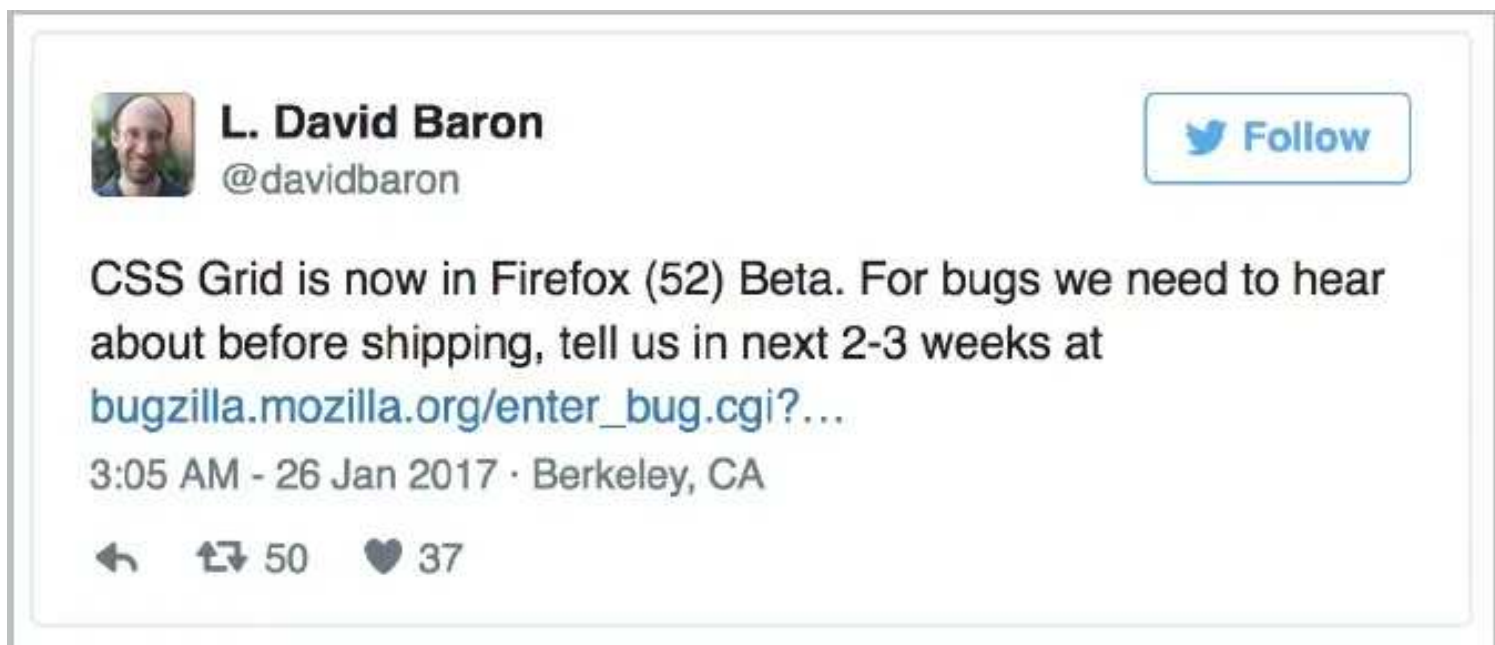 L. David Baron
@davidbaron
Follow
CSS Grid is now in Firefox (52) Beta. For bugs we need to hear
about before shipping, tell us in next 2-3 weeks at
bugzilla.mozilla.org/enter_bug.cgi?...
3:05 AM - 26 Jan 2017 · Berkeley, CA
50 37